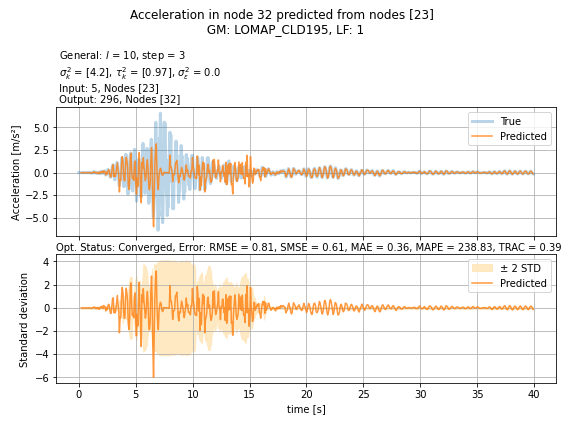 Acceleration in node 32 predicted from nodes [23]
GM: LOMAP_CLD195, LF: 1
General: l = 10, step = 3
σ²ₖ = [4.2], τ²ₖ = [0.97], σ²ε = 0.0
Input: 5, Nodes [23]
Output: 296, Nodes [32]
True
Predicted
Acceleration [m/s²]
5.0
2.5
0.0
−2.5
−5.0
Opt. Status: Converged, Error: RMSE = 0.81, SMSE = 0.61, MAE = 0.36, MAPE = 238.83, TRAC = 0.39
± 2 STD
Predicted
Standard deviation
4
2
0
−2
−4
−6
0 5 10 15 20 25 30 35 40
time [s]